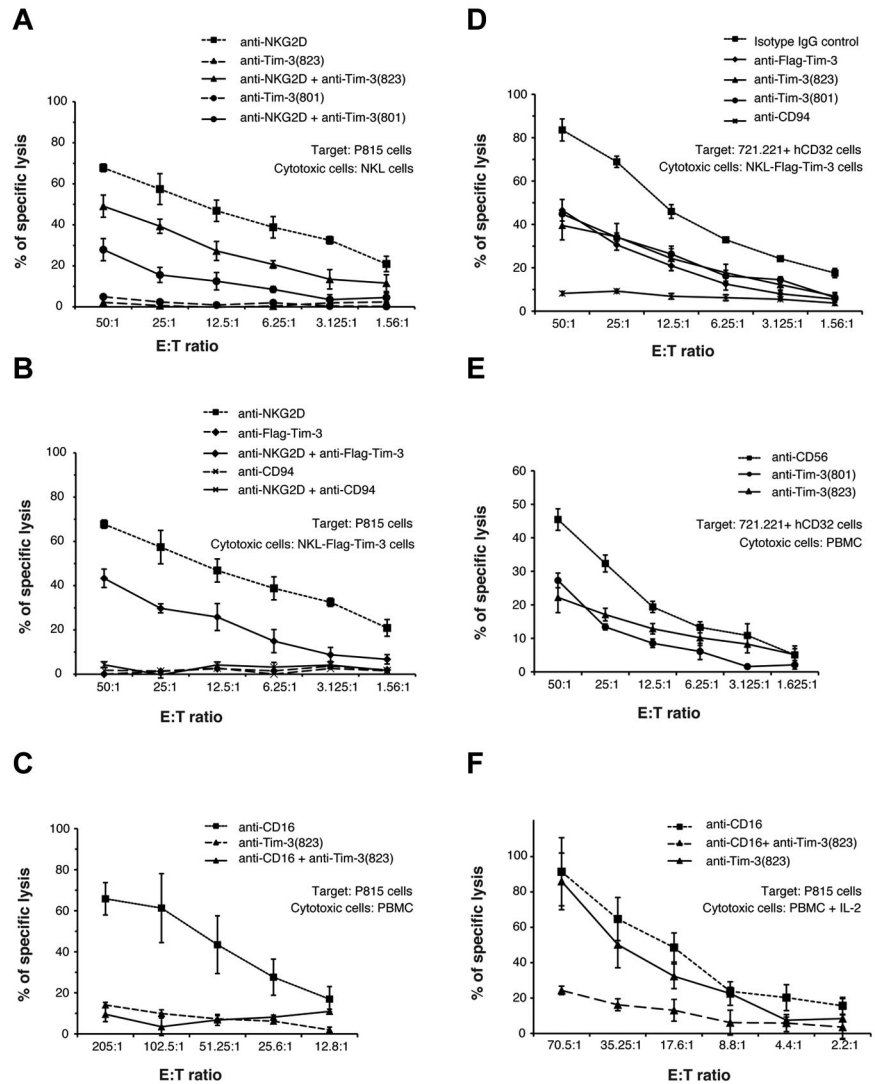 A
anti-NKG2D
anti-Tim-3(823)
anti-NKG2D + anti-Tim-3(823)
anti-Tim-3(801)
anti-NKG2D + anti-Tim-3(801)
Target: P815 cells
Cytotoxic cells: NKL cells
% of specific lysis
100
80
60
40
20
0
50:1 25:1 12.5:1 6.25:1 3.125:1 1.56:1
E:T ratio
B
anti-NKG2D
anti-Flag-Tim-3
anti-NKG2D + anti-Flag-Tim-3
anti-CD94
anti-NKG2D + anti-CD94
Target: P815 cells
Cytotoxic cells: NKL-Flag-Tim-3 cells
% of specific lysis
100
80
60
40
20
0
50:1 25:1 12.5:1 6.25:1 3.125:1 1.56:1
E:T ratio
C
anti-CD16
anti-Tim-3(823)
anti-CD16 + anti-Tim-3(823)
Target: P815 cells
Cytotoxic cells: PBMC
% of specific lysis
100
80
60
40
20
0
205:1 102.5:1 51.25:1 25.6:1 12.8:1
E:T ratio
D
Isotype IgG control
anti-Flag-Tim-3
anti-Tim-3(823)
anti-Tim-3(801)
anti-CD94
Target: 721.221+ hCD32 cells
Cytotoxic cells: NKL-Flag-Tim-3 cells
% of specific lysis
100
80
60
40
20
0
50:1 25:1 12.5:1 6.25:1 3.125:1 1.56:1
E:T ratio
E
anti-CD56
anti-Tim-3(801)
anti-Tim-3(823)
Target: 721.221+ hCD32 cells
Cytotoxic cells: PBMC
% of specific lysis
60
50
40
30
20
10
0
50:1 25:1 12.5:1 6.25:1 3.125:1 1.625:1
E:T ratio
F
anti-CD16
anti-CD16+ anti-Tim-3(823)
anti-Tim-3(823)
Target: P815 cells
Cytotoxic cells: PBMC + IL-2
% of specific lysis
100
80
60
40
20
0
70.5:1 35.25:1 17.6:1 8.8:1 4.4:1 2.2:1
E:T ratio